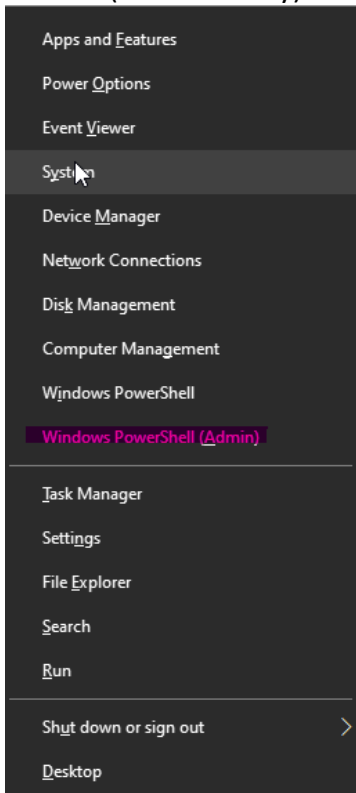 Apps and Features
Power Options
Event Viewer
System
Device Manager
Network Connections
Disk Management
Computer Management
Windows PowerShell
Windows PowerShell (Admin)
Task Manager
Settings
File Explorer
Search
Run
Shut down or sign out
Desktop